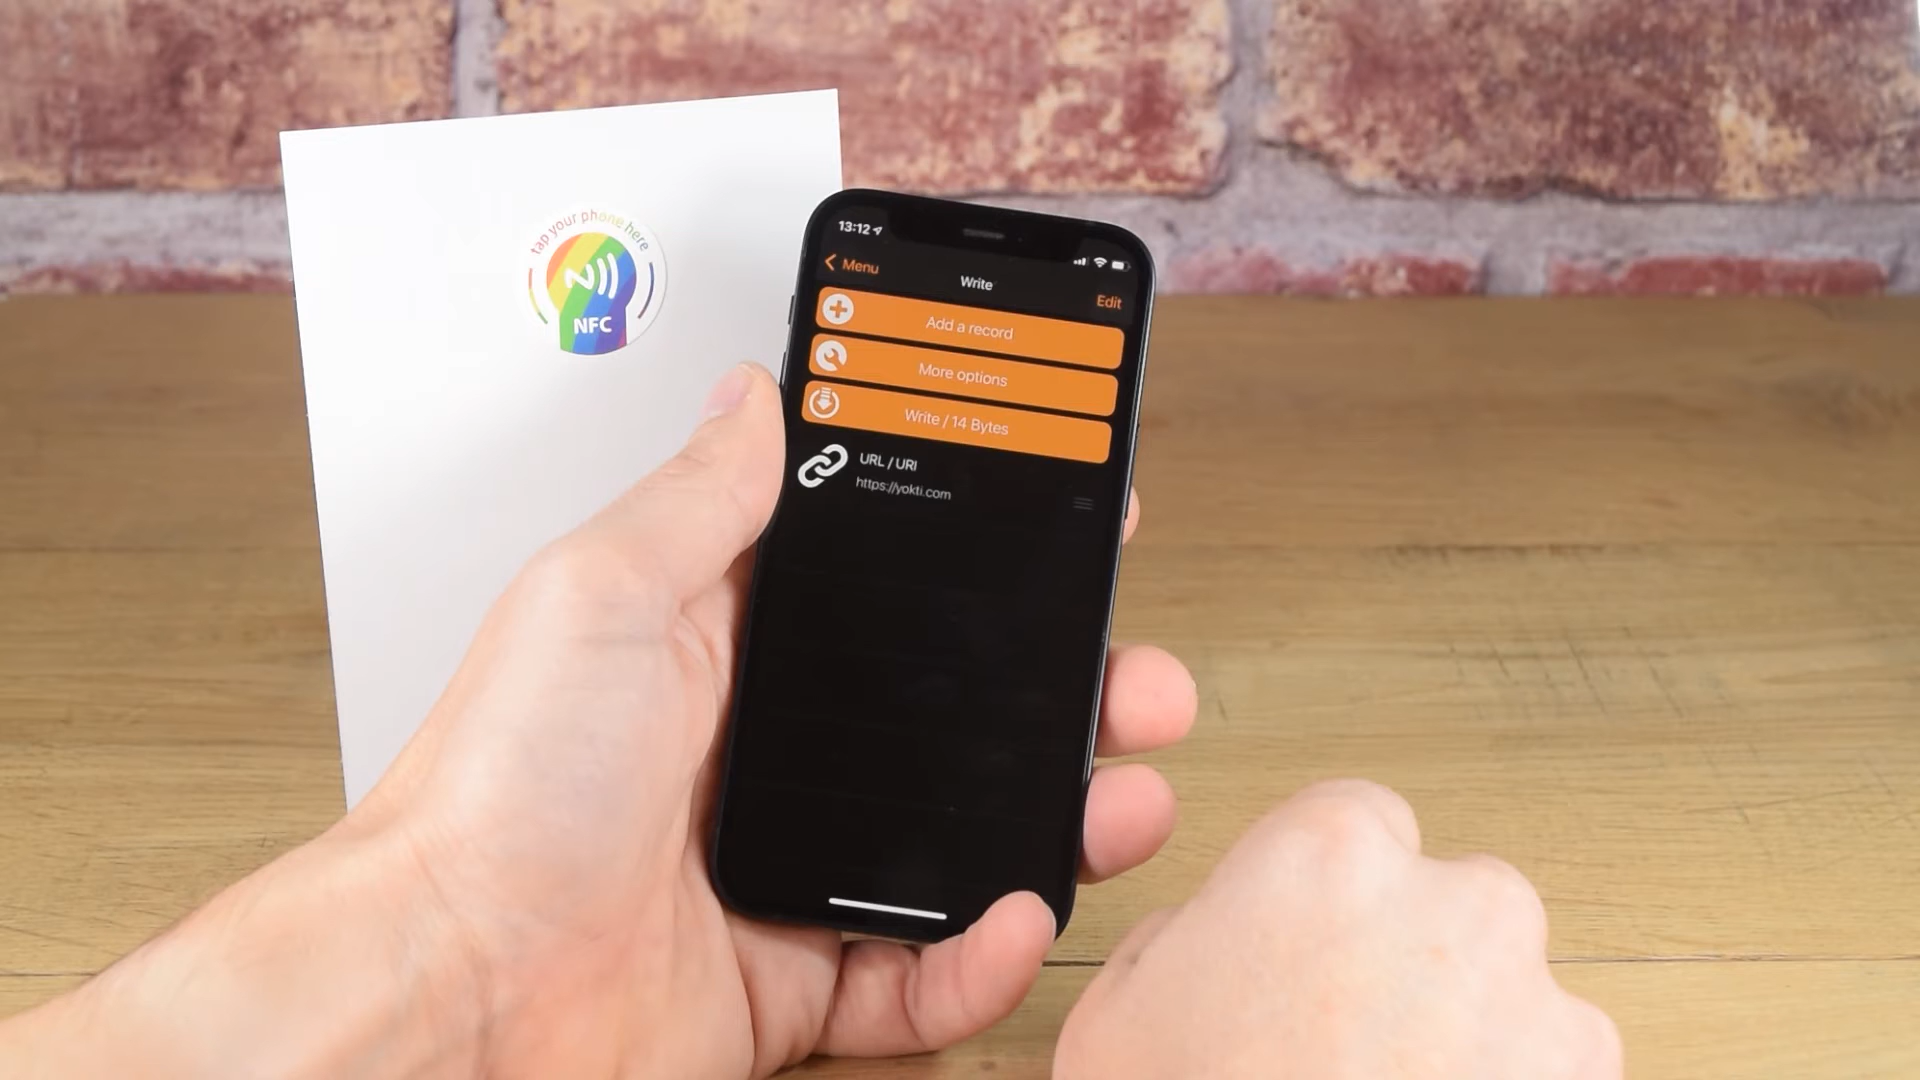 tap your phone here
NFC
13:12
Menu
Write
Edit
Add a record
More options
Write / 14 Bytes
URL / URI
https://yokti.com